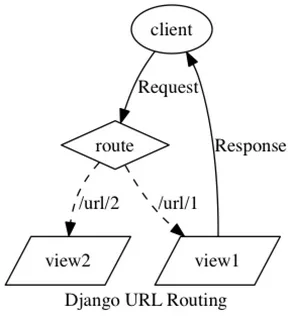 client
Request
route
Response
/url/2
/url/1
view2
view1
Django URL Routing